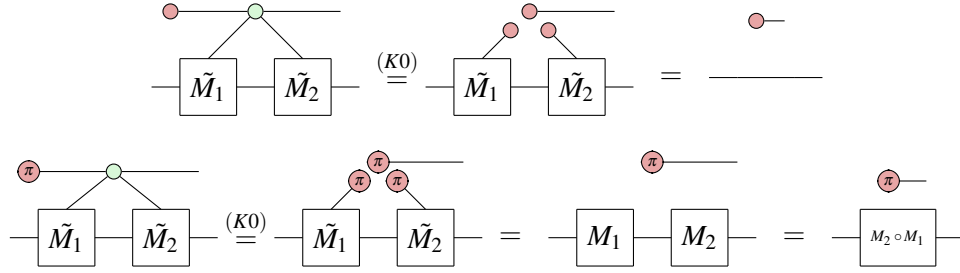 M̃₁ M̃₂ (K0) = M̃₁ M̃₂ =
π π π π π π
M̃₁ M̃₂ (K0) = M̃₁ M̃₂ = M₁ M₂ = M₂ ∘ M₁